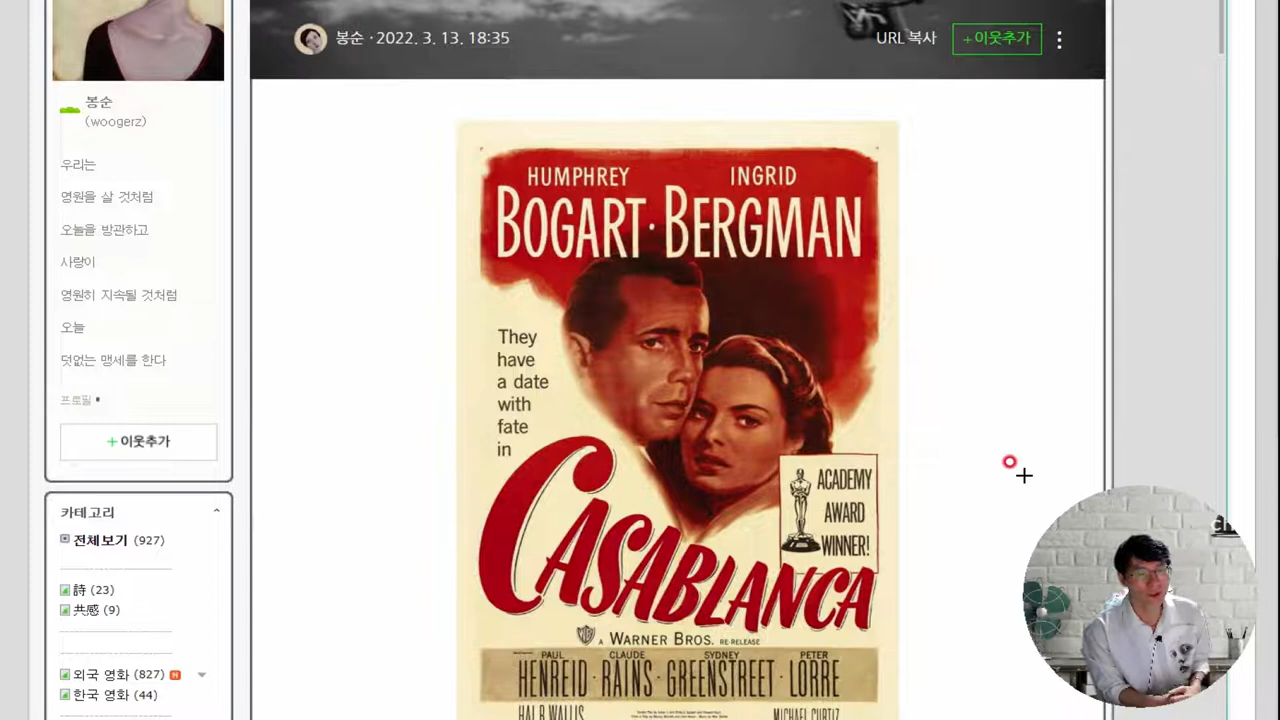 봉순 · 2022. 3. 13. 18:35
URL 복사
+이웃추가
봉순
(woogerz)
우리는
영원을 살 것처럼
오늘을 방관하고
사랑이
영원히 지속될 것처럼
오늘
덧없는 맹세를 한다
프로필
+이웃추가
카테고리
전체보기 (927)
詩 (23)
共感 (9)
외국 영화 (827) N
한국 영화 (44)
HUMPHREY INGRID
BOGART · BERGMAN
They
have
a date
with
fate
in
CASABLANCA
ACADEMY
AWARD
WINNER!
A WARNER BROS. RE-RELEASE
PAUL CLAUDE SYDNEY PETER
HENREID · RAINS · GREENSTREET · LORRE
HAL B. WALLIS MICHAEL CURTIZ